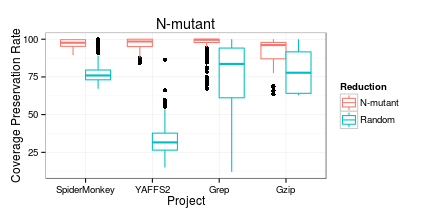 N-mutant
Coverage Preservation Rate
100
75
50
25
SpiderMonkey YAFFS2 Grep Gzip
Project
Reduction
N-mutant
Random